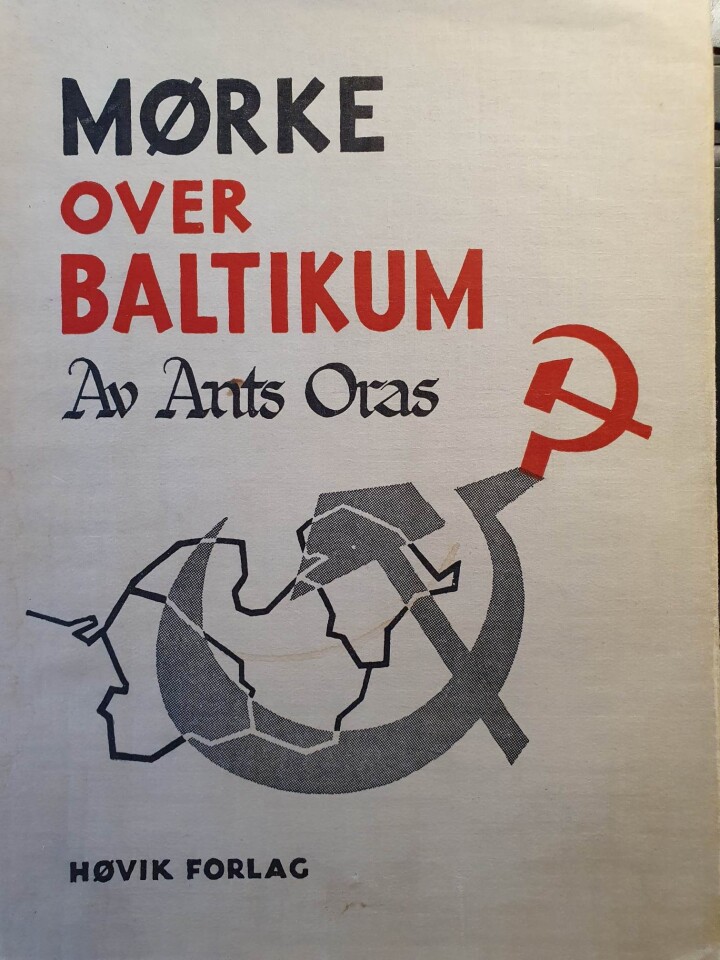 MØRKE
OVER
BALTIKUM
Av Ants Oras
HØVIK FORLAG